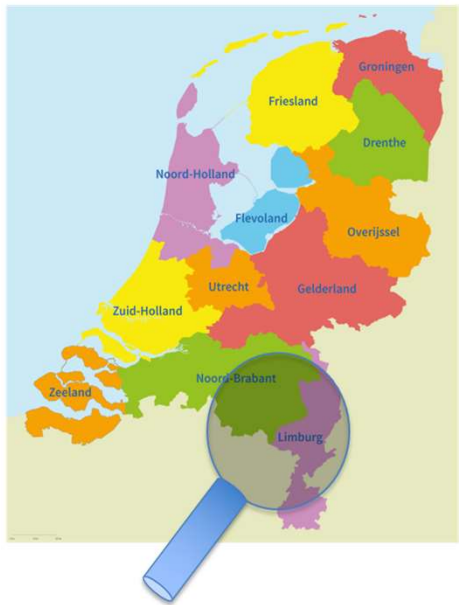 Groningen
Friesland
Drenthe
Noord-Holland
Flevoland
Overijssel
Utrecht
Gelderland
Zuid-Holland
Noord-Brabant
Zeeland
Limburg